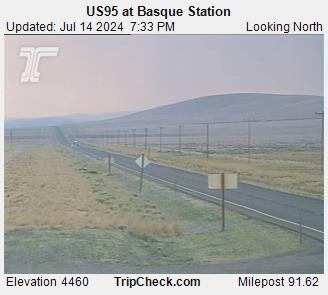 US95 at Basque Station
Updated: Jul 14 2024 7:33 PM Looking North
Elevation 4460 TripCheck.com Milepost 91.62